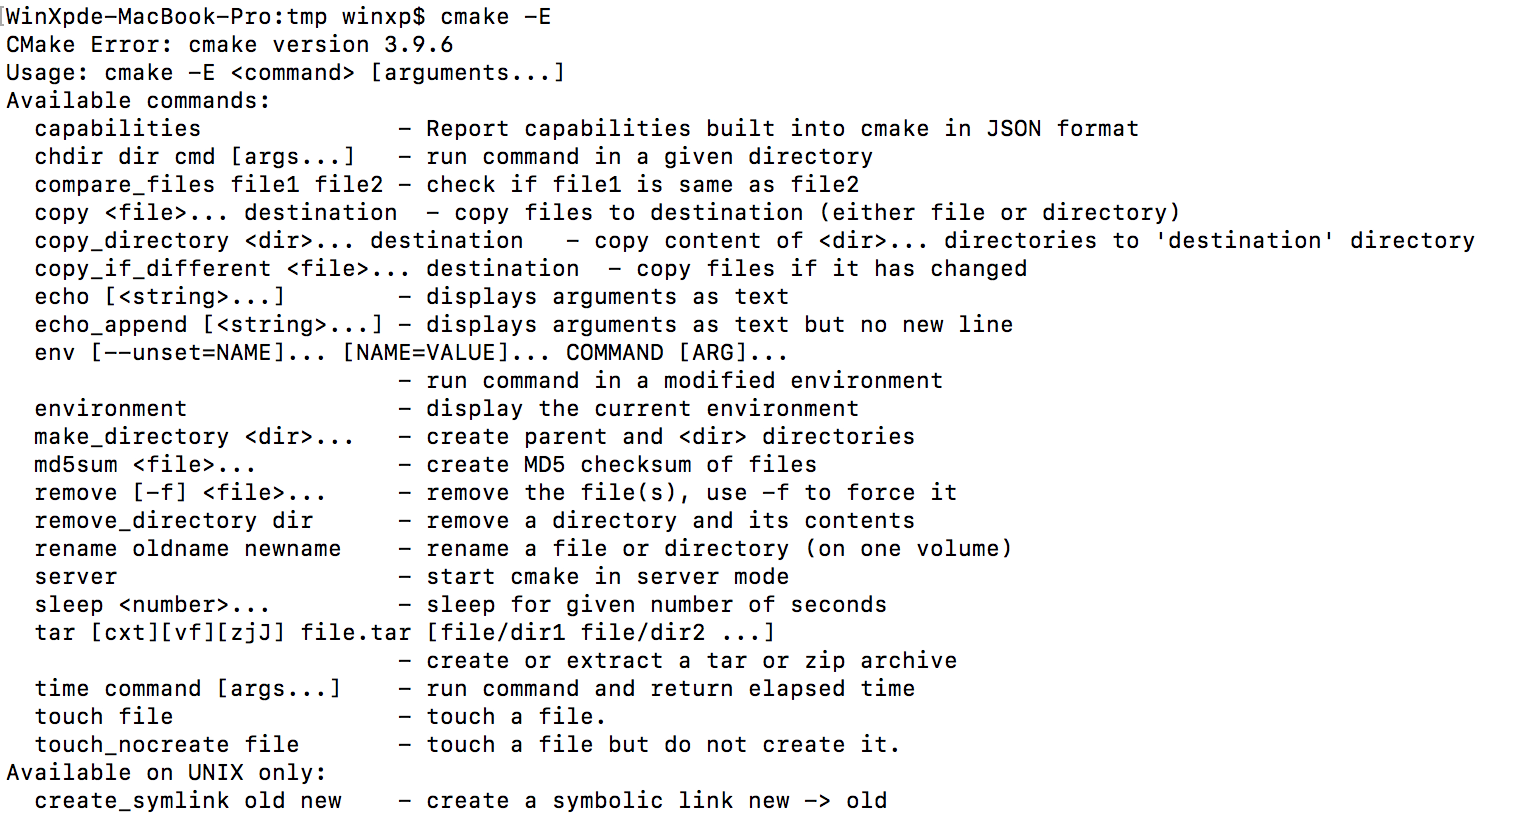 WinXpde-MacBook-Pro:tmp winxp$ cmake -E
CMake Error: cmake version 3.9.6
Usage: cmake -E <command> [arguments...]
Available commands:
  capabilities              - Report capabilities built into cmake in JSON format
  chdir dir cmd [args...]   - run command in a given directory
  compare_files file1 file2 - check if file1 is same as file2
  copy <file>... destination  - copy files to destination (either file or directory)
  copy_directory <dir>... destination   - copy content of <dir>... directories to 'destination' directory
  copy_if_different <file>... destination  - copy files if it has changed
  echo [<string>...]        - displays arguments as text
  echo_append [<string>...] - displays arguments as text but no new line
  env [--unset=NAME]... [NAME=VALUE]... COMMAND [ARG]...
                            - run command in a modified environment
  environment               - display the current environment
  make_directory <dir>...   - create parent and <dir> directories
  md5sum <file>...          - create MD5 checksum of files
  remove [-f] <file>...     - remove the file(s), use -f to force it
  remove_directory dir      - remove a directory and its contents
  rename oldname newname    - rename a file or directory (on one volume)
  server                    - start cmake in server mode
  sleep <number>...         - sleep for given number of seconds
  tar [cxt][vf][zjJ] file.tar [file/dir1 file/dir2 ...]
                            - create or extract a tar or zip archive
  time command [args...]    - run command and return elapsed time
  touch file                - touch a file.
  touch_nocreate file       - touch a file but do not create it.
Available on UNIX only:
  create_symlink old new    - create a symbolic link new -> old